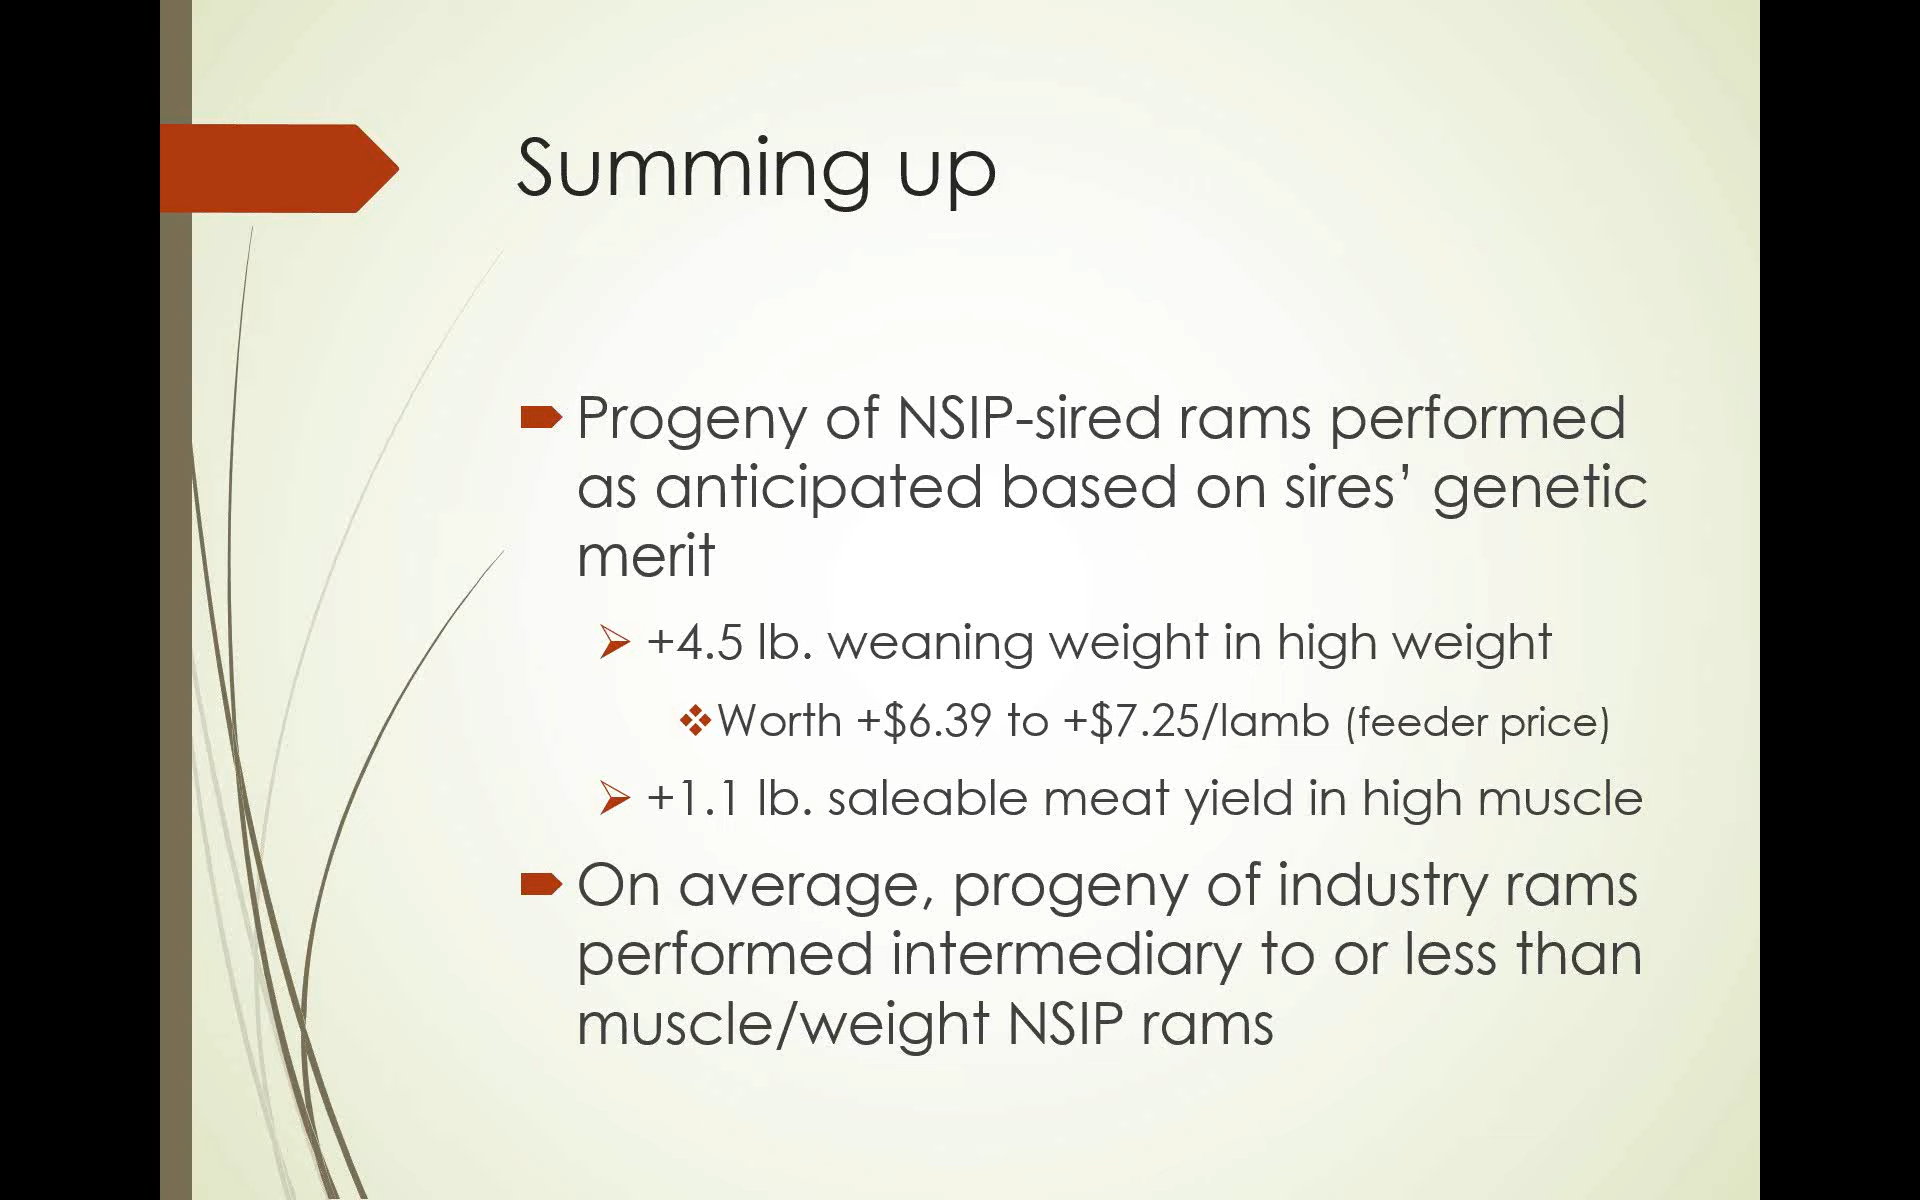 Summing up
Progeny of NSIP-sired rams performed
as anticipated based on sires’ genetic
merit
+4.5 lb. weaning weight in high weight
Worth +$6.39 to +$7.25/lamb (feeder price)
+1.1 lb. saleable meat yield in high muscle
On average, progeny of industry rams
performed intermediary to or less than
muscle/weight NSIP rams